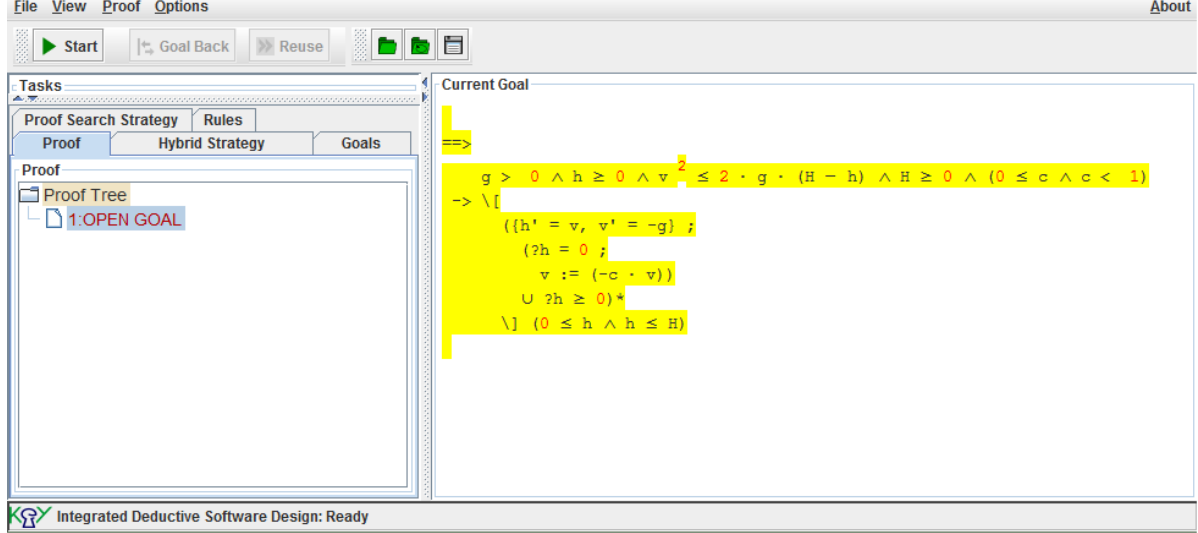 File View Proof Options About
Start Goal Back Reuse
Tasks
Proof Search Strategy Rules
Proof Hybrid Strategy Goals
Proof
Proof Tree
1:OPEN GOAL
Current Goal
==>
g > 0 ∧ h ≥ 0 ∧ v² ≤ 2 · g · (H − h) ∧ H ≥ 0 ∧ (0 ≤ c ∧ c < 1)
-> \[
({h' = v, v' = -g} ;
(?h = 0 ;
v := (-c · v))
∪ ?h ≥ 0)*
\] (0 ≤ h ∧ h ≤ H)
KeY Integrated Deductive Software Design: Ready